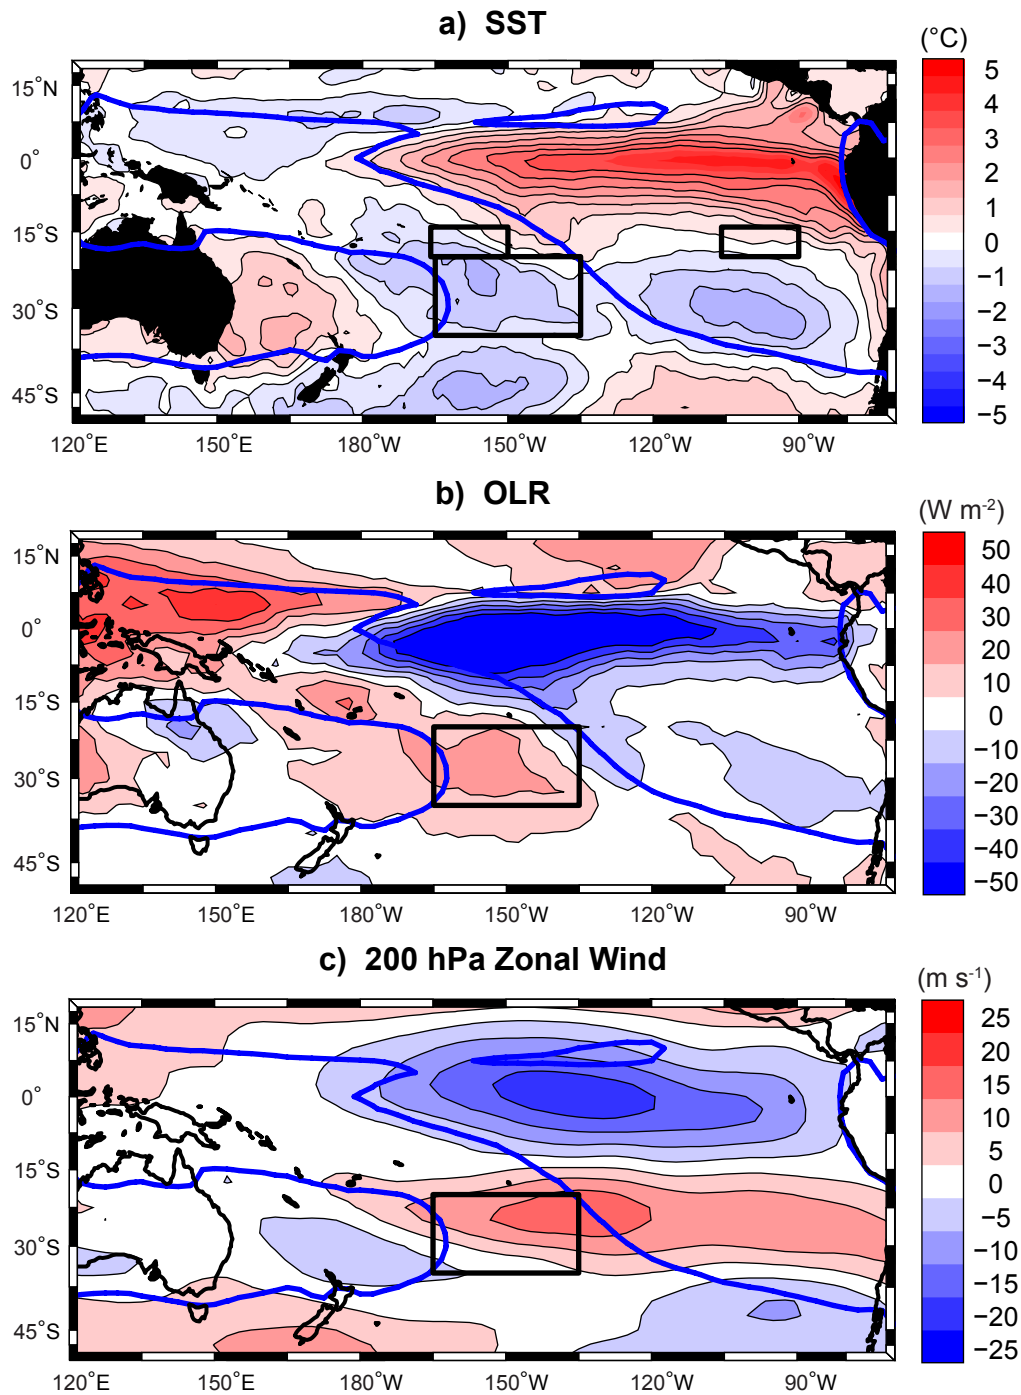 a) SST
(°C)
15°N
0°
15°S
30°S
45°S
120°E 150°E 180°W 150°W 120°W 90°W
5
4
3
2
1
0
−1
−2
−3
−4
−5
b) OLR
(W m-2)
15°N
0°
15°S
30°S
45°S
120°E 150°E 180°W 150°W 120°W 90°W
50
40
30
20
10
0
−10
−20
−30
−40
−50
c) 200 hPa Zonal Wind
(m s-1)
15°N
0°
15°S
30°S
45°S
120°E 150°E 180°W 150°W 120°W 90°W
25
20
15
10
5
0
−5
−10
−15
−20
−25